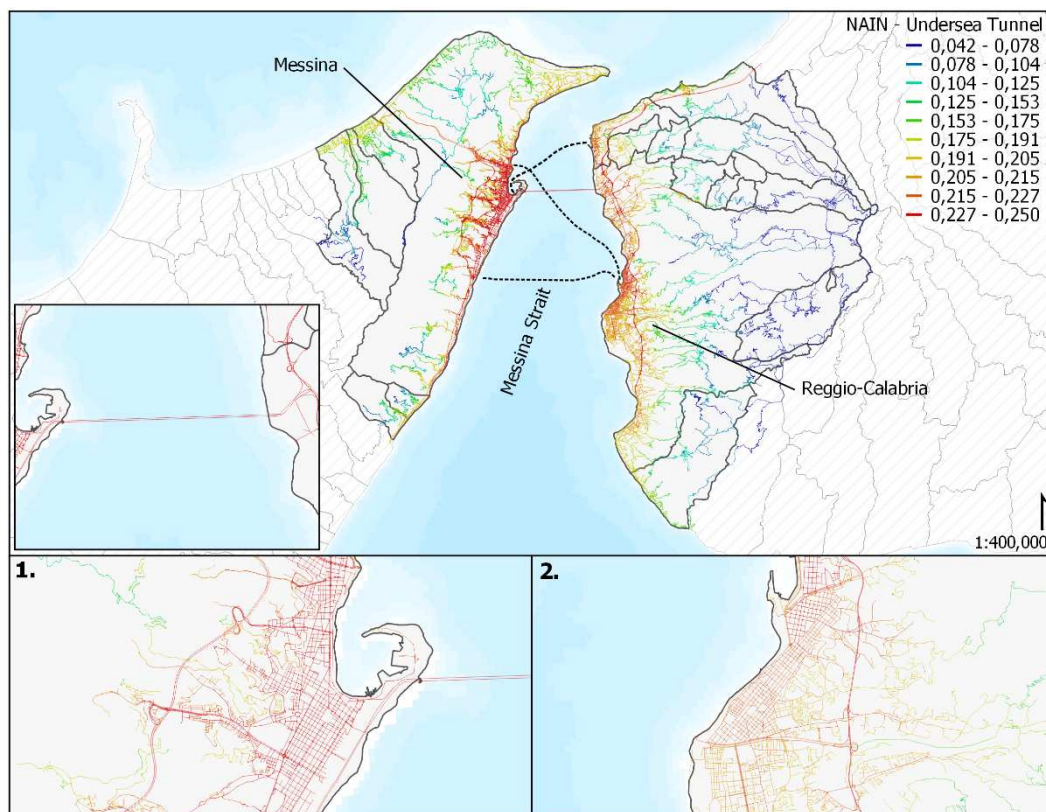 NAIN - Undersea Tunnel
0,042 - 0,078
0,078 - 0,104
0,104 - 0,125
0,125 - 0,153
0,153 - 0,175
0,175 - 0,191
0,191 - 0,205
0,205 - 0,215
0,215 - 0,227
0,227 - 0,250
Messina
Messina Strait
Reggio-Calabria
1:400,000
1.
2.